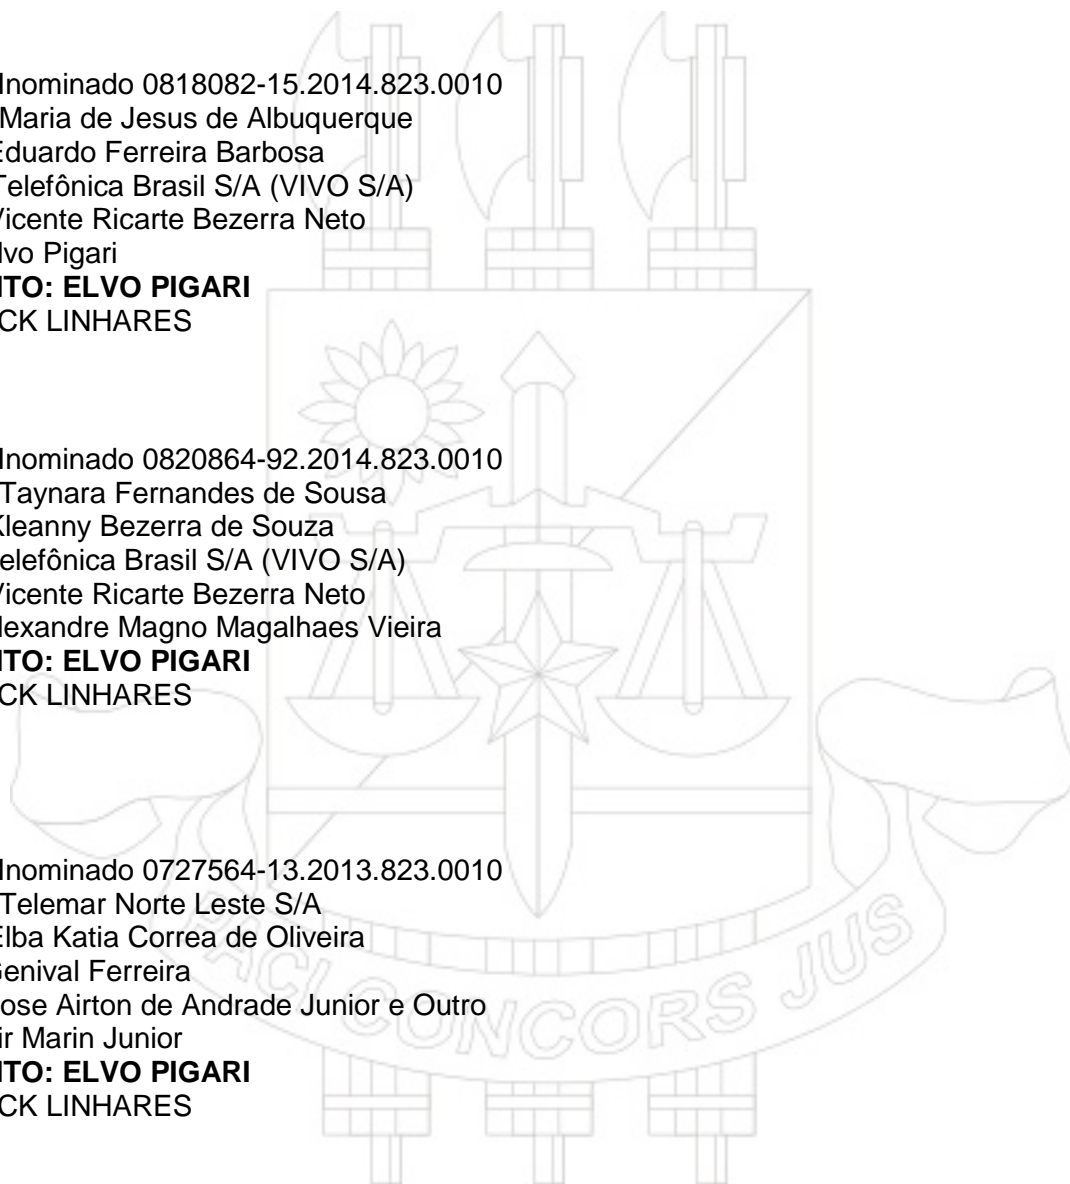 Inominado 0818082-15.2014.823.0010
Maria de Jesus de Albuquerque
Eduardo Ferreira Barbosa
Telefônica Brasil S/A (VIVO S/A)
Vicente Ricarte Bezerra Neto
lvo Pigari
ITO: ELVO PIGARI
CK LINHARES
Inominado 0820864-92.2014.823.0010
Taynara Fernandes de Sousa
Kleanny Bezerra de Souza
elefônica Brasil S/A (VIVO S/A)
Vicente Ricarte Bezerra Neto
lexandre Magno Magalhaes Vieira
ITO: ELVO PIGARI
CK LINHARES
Inominado 0727564-13.2013.823.0010
Telemar Norte Leste S/A
Elba Katia Correa de Oliveira
Genival Ferreira
ose Airton de Andrade Junior e Outro
ir Marin Junior
ITO: ELVO PIGARI
CK LINHARES
PACI CONCORS JUS